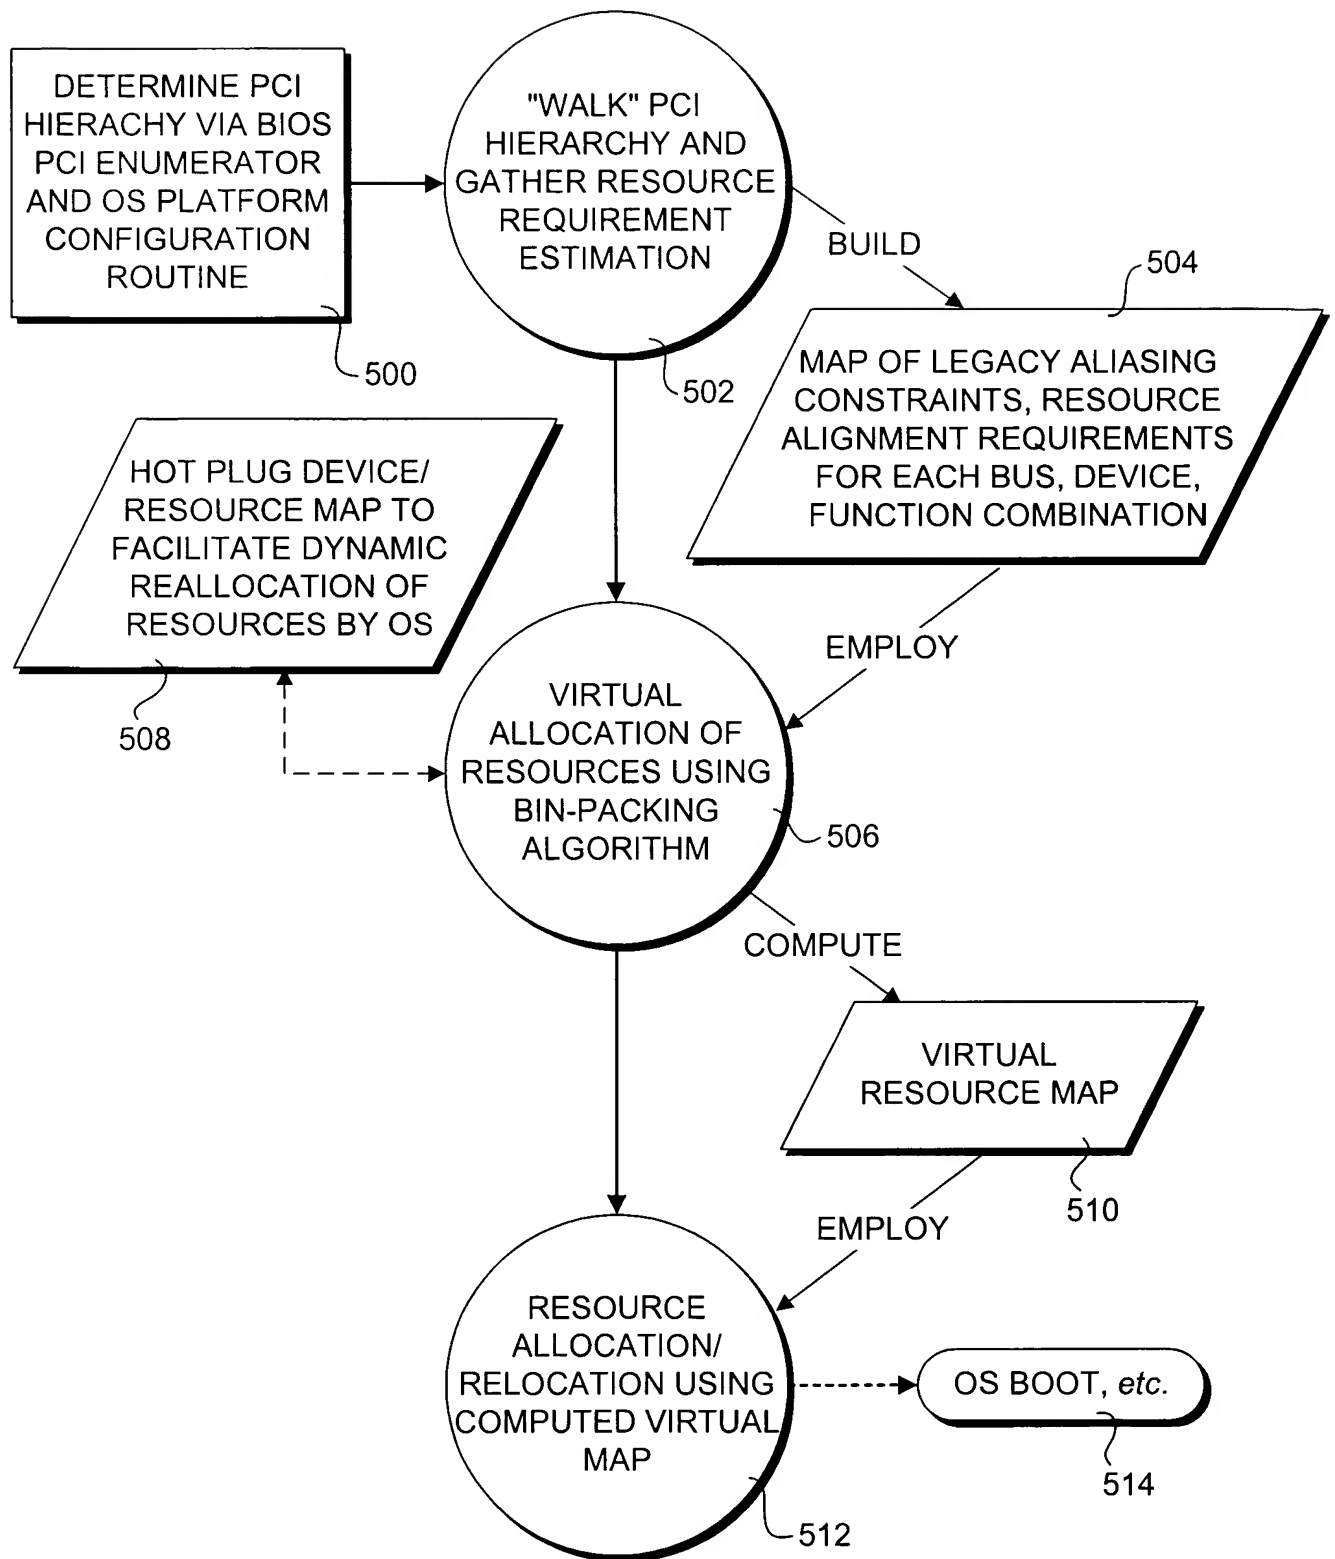 DETERMINE PCI
HIERACHY VIA BIOS
PCI ENUMERATOR
AND OS PLATFORM
CONFIGURATION
ROUTINE
500
"WALK" PCI
HIERARCHY AND
GATHER RESOURCE
REQUIREMENT
ESTIMATION
502
BUILD
504
MAP OF LEGACY ALIASING
CONSTRAINTS, RESOURCE
ALIGNMENT REQUIREMENTS
FOR EACH BUS, DEVICE,
FUNCTION COMBINATION
HOT PLUG DEVICE/
RESOURCE MAP TO
FACILITATE DYNAMIC
REALLOCATION OF
RESOURCES BY OS
508
EMPLOY
VIRTUAL
ALLOCATION OF
RESOURCES USING
BIN-PACKING
ALGORITHM
506
COMPUTE
VIRTUAL
RESOURCE MAP
510
EMPLOY
RESOURCE
ALLOCATION/
RELOCATION USING
COMPUTED VIRTUAL
MAP
512
OS BOOT, etc.
514